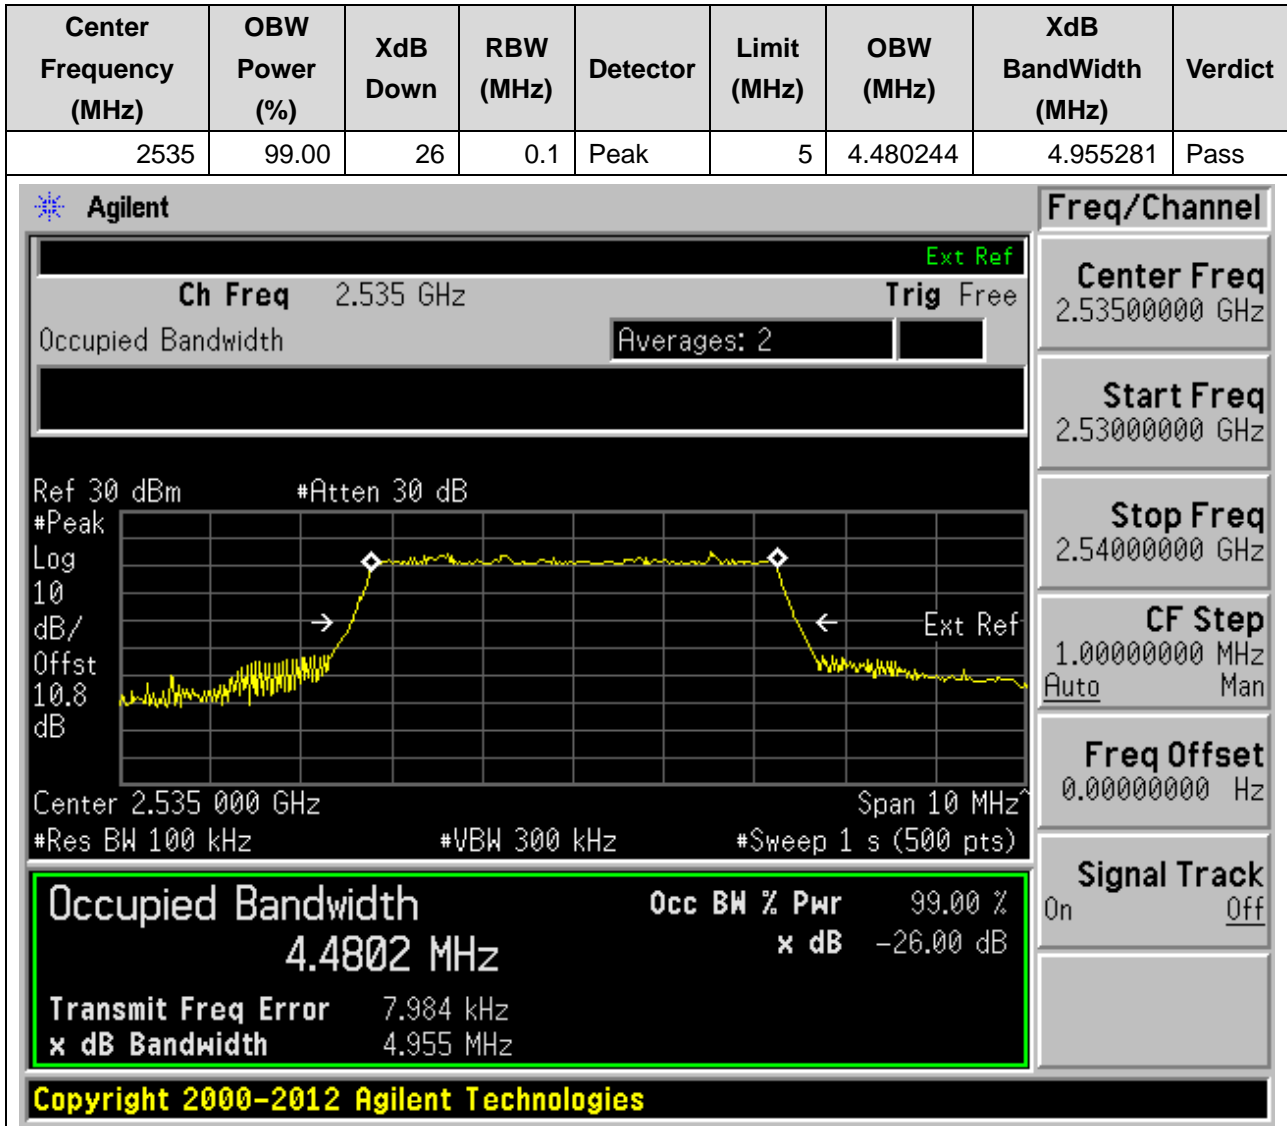 Center Frequency (MHz) OBW Power (%) XdB Down RBW (MHz) Detector Limit (MHz) OBW (MHz) XdB BandWidth (MHz) Verdict
2535 99.00 26 0.1 Peak 5 4.480244 4.955281 Pass
Agilent
Ext Ref
Ch Freq 2.535 GHz Trig Free
Occupied Bandwidth Averages: 2
Ref 30 dBm #Atten 30 dB
#Peak
Log
10
dB/
Ext Ref
Offst
10.8
dB
Center 2.535 000 GHz Span 10 MHz^
#Res BW 100 kHz #VBW 300 kHz #Sweep 1 s (500 pts)
Occupied Bandwidth Occ BW % Pwr 99.00 %
4.4802 MHz x dB -26.00 dB
Transmit Freq Error 7.984 kHz
x dB Bandwidth 4.955 MHz
Copyright 2000-2012 Agilent Technologies
Freq/Channel
Center Freq
2.53500000 GHz
Start Freq
2.53000000 GHz
Stop Freq
2.54000000 GHz
CF Step
1.00000000 MHz
Auto Man
Freq Offset
0.00000000 Hz
Signal Track
On Off